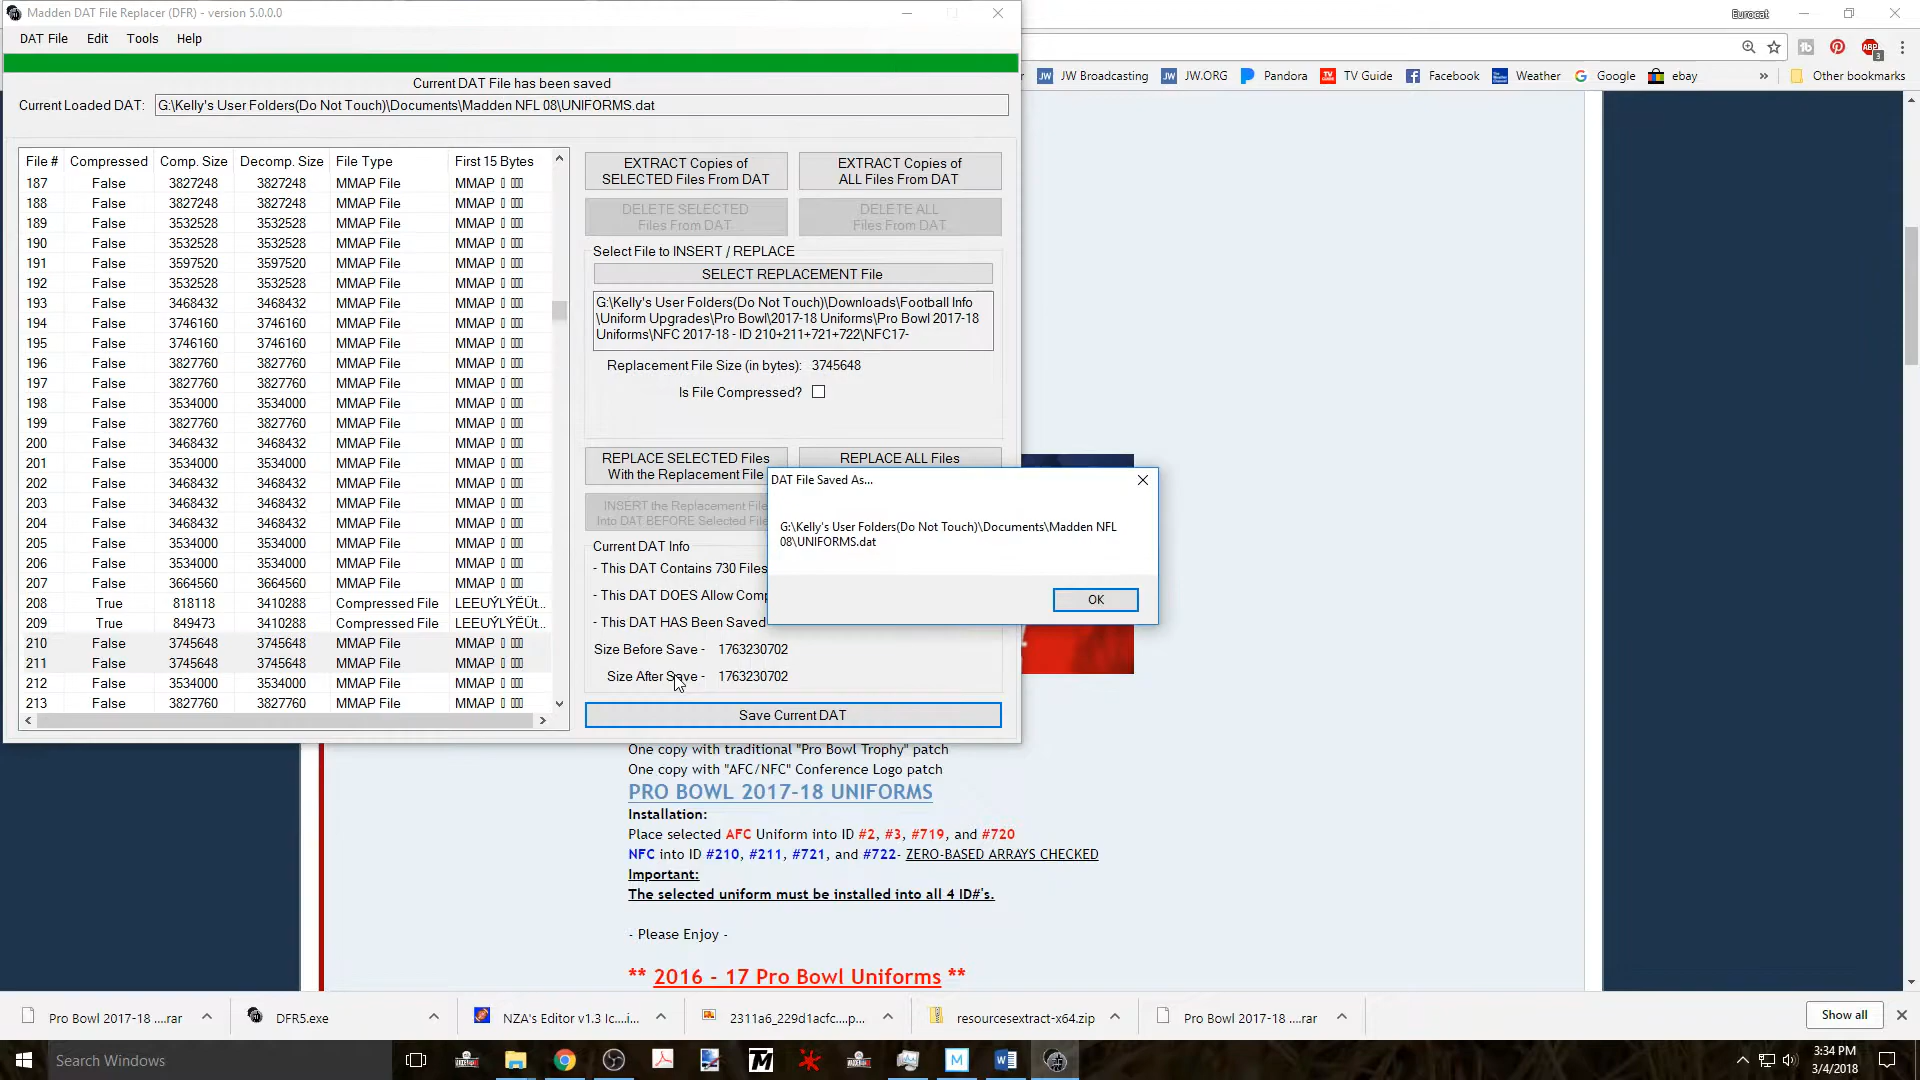 Madden DAT File Replacer (DFR) - version 5.0.0.0
Eurocat
DAT File Edit Tools Help
Current DAT File has been saved
Current Loaded DAT: G:\Kelly's User Folders(Do Not Touch)\Documents\Madden NFL 08\UNIFORMS.dat
JW Broadcasting JW.ORG Pandora TV Guide Facebook Weather Google ebay » Other bookmarks
File # Compressed Comp. Size Decomp. Size File Type First 15 Bytes
187 False 3827248 3827248 MMAP File MMAP
188 False 3827248 3827248 MMAP File MMAP
189 False 3532528 3532528 MMAP File MMAP
190 False 3532528 3532528 MMAP File MMAP
191 False 3597520 3597520 MMAP File MMAP
192 False 3532528 3532528 MMAP File MMAP
193 False 3468432 3468432 MMAP File MMAP
194 False 3746160 3746160 MMAP File MMAP
195 False 3746160 3746160 MMAP File MMAP
196 False 3827760 3827760 MMAP File MMAP
197 False 3827760 3827760 MMAP File MMAP
198 False 3534000 3534000 MMAP File MMAP
199 False 3827760 3827760 MMAP File MMAP
200 False 3468432 3468432 MMAP File MMAP
201 False 3534000 3534000 MMAP File MMAP
202 False 3468432 3468432 MMAP File MMAP
203 False 3468432 3468432 MMAP File MMAP
204 False 3468432 3468432 MMAP File MMAP
205 False 3534000 3534000 MMAP File MMAP
206 False 3534000 3534000 MMAP File MMAP
207 False 3664560 3664560 MMAP File MMAP
208 True 818118 3410288 Compressed File LEEUÝLÝËÜt...
209 True 849473 3410288 Compressed File LEEUÝLÝËÜt...
210 False 3745648 3745648 MMAP File MMAP
211 False 3745648 3745648 MMAP File MMAP
212 False 3534000 3534000 MMAP File MMAP
213 False 3827760 3827760 MMAP File MMAP
EXTRACT Copies of
SELECTED Files From DAT
EXTRACT Copies of
ALL Files From DAT
DELETE SELECTED
Files From DAT
DELETE ALL
Files From DAT
Select File to INSERT / REPLACE
SELECT REPLACEMENT File
G:\Kelly's User Folders(Do Not Touch)\Downloads\Football Info
\Uniform Upgrades\Pro Bowl\2017-18 Uniforms\Pro Bowl 2017-18
Uniforms\NFC 2017-18 - ID 210+211+721+722\NFC17-
Replacement File Size (in bytes): 3745648
Is File Compressed?
REPLACE SELECTED Files
With the Replacement File
REPLACE ALL Files
INSERT the Replacement File
Into DAT BEFORE Selected File
Current DAT Info
- This DAT Contains 730 Files
- This DAT DOES Allow Comp
- This DAT HAS Been Saved
Size Before Save - 1763230702
Size After Save - 1763230702
Save Current DAT
DAT File Saved As...
G:\Kelly's User Folders(Do Not Touch)\Documents\Madden NFL
08\UNIFORMS.dat
OK
One copy with traditional "Pro Bowl Trophy" patch
One copy with "AFC/NFC" Conference Logo patch
PRO BOWL 2017-18 UNIFORMS
Installation:
Place selected AFC Uniform into ID #2, #3, #719, and #720
NFC into ID #210, #211, #721, and #722- ZERO-BASED ARRAYS CHECKED
Important:
The selected uniform must be installed into all 4 ID#'s.
- Please Enjoy -
** 2016 - 17 Pro Bowl Uniforms **
Pro Bowl 2017-18 ....rar DFR5.exe NZA's Editor v1.3 Ic....i... 2311a6_229d1acfc....p... resourcesextract-x64.zip Pro Bowl 2017-18 ....rar Show all
Search Windows
3:34 PM
3/4/2018